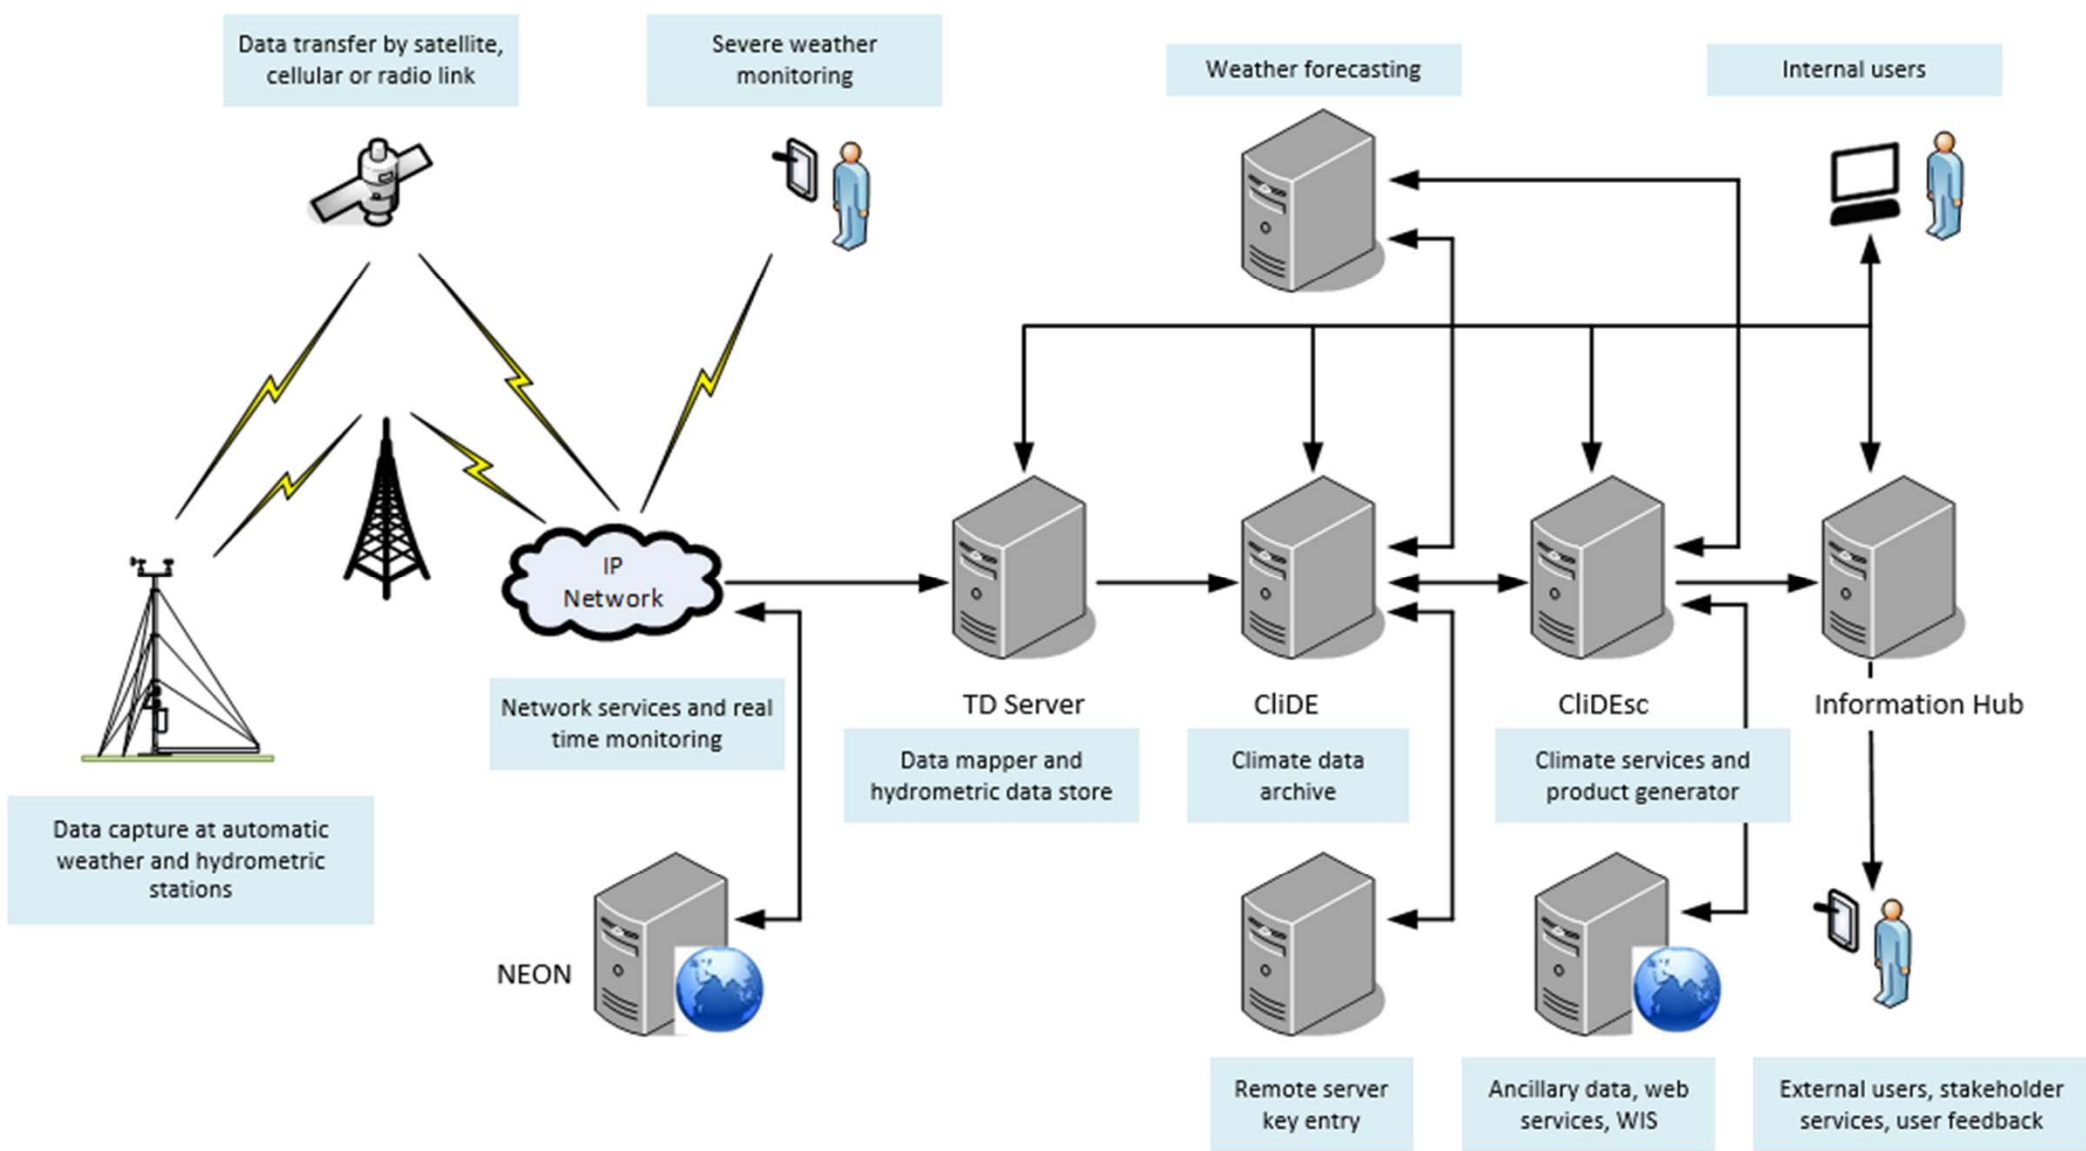 Data transfer by satellite,
cellular or radio link
Severe weather
monitoring
Weather forecasting
Internal users
IP
Network
Network services and real
time monitoring
TD Server
CliDE
CliDEsc
Information Hub
Data mapper and
hydrometric data store
Climate data
archive
Climate services and
product generator
Data capture at automatic
weather and hydrometric
stations
NEON
Remote server
key entry
Ancillary data, web
services, WIS
External users, stakeholder
services, user feedback